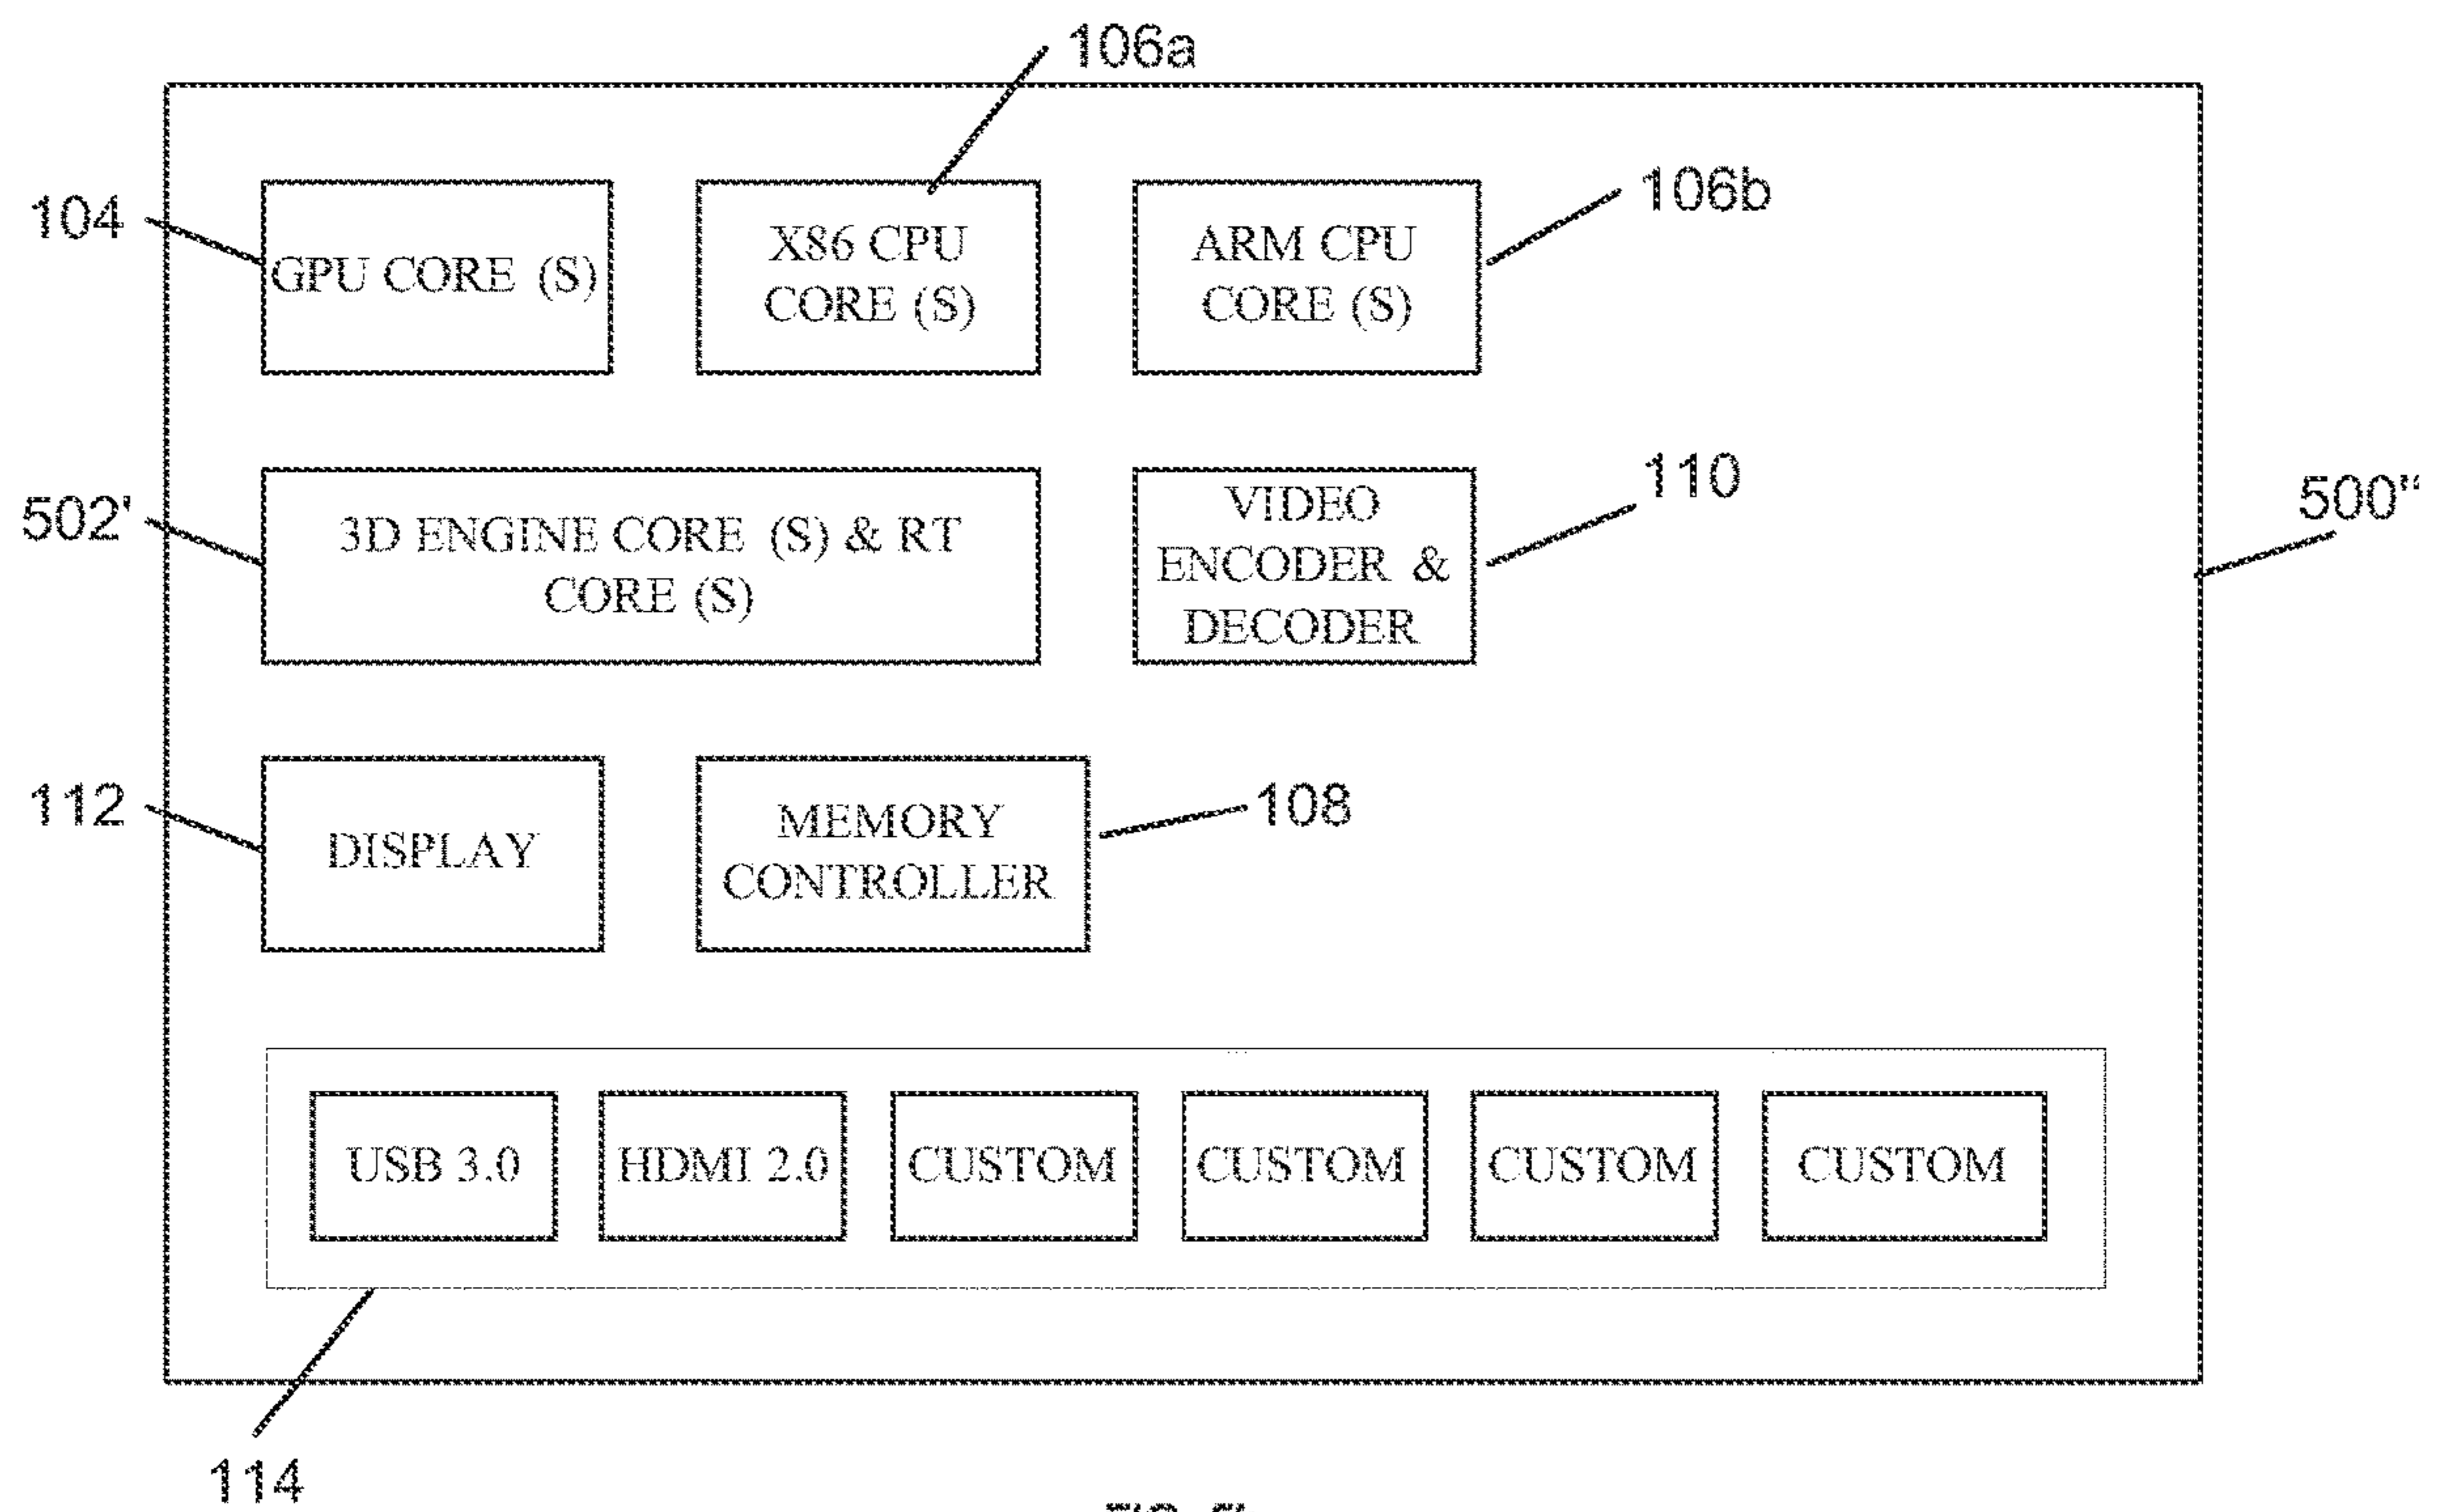 106a
104
GPU CORE (S)
X86 CPU
CORE (S)
ARM CPU
CORE (S)
106b
502'
3D ENGINE CORE (S) & RT
CORE (S)
VIDEO
ENCODER &
DECODER
110
500"
112
DISPLAY
MEMORY
CONTROLLER
108
USB 3.0
HDMI 2.0
CUSTOM
CUSTOM
CUSTOM
CUSTOM
114